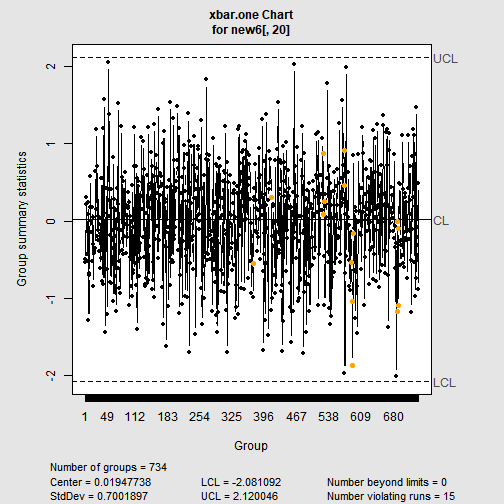 xbar.one Chart
for new6[, 20]
UCL
CL
LCL
Group summary statistics
2
1
0
-1
-2
1 49 112 183 254 325 396 467 538 609 680
Group
Number of groups = 734
Center = 0.01947738 LCL = -2.081092 Number beyond limits = 0
StdDev = 0.7001897 UCL = 2.120046 Number violating runs = 15